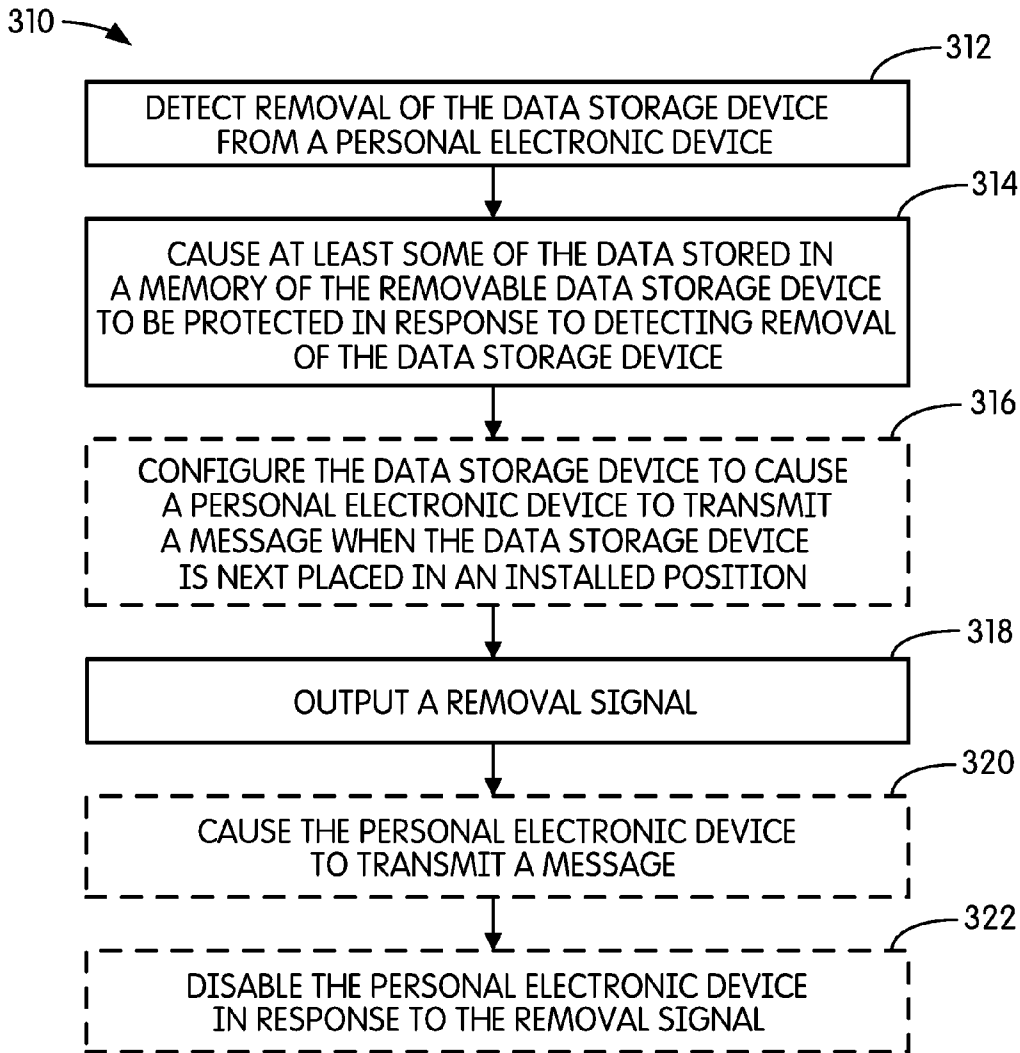 310
312
DETECT REMOVAL OF THE DATA STORAGE DEVICE
FROM A PERSONAL ELECTRONIC DEVICE
314
CAUSE AT LEAST SOME OF THE DATA STORED IN
A MEMORY OF THE REMOVABLE DATA STORAGE DEVICE
TO BE PROTECTED IN RESPONSE TO DETECTING REMOVAL
OF THE DATA STORAGE DEVICE
316
CONFIGURE THE DATA STORAGE DEVICE TO CAUSE
A PERSONAL ELECTRONIC DEVICE TO TRANSMIT
A MESSAGE WHEN THE DATA STORAGE DEVICE
IS NEXT PLACED IN AN INSTALLED POSITION
318
OUTPUT A REMOVAL SIGNAL
320
CAUSE THE PERSONAL ELECTRONIC DEVICE
TO TRANSMIT A MESSAGE
322
DISABLE THE PERSONAL ELECTRONIC DEVICE
IN RESPONSE TO THE REMOVAL SIGNAL